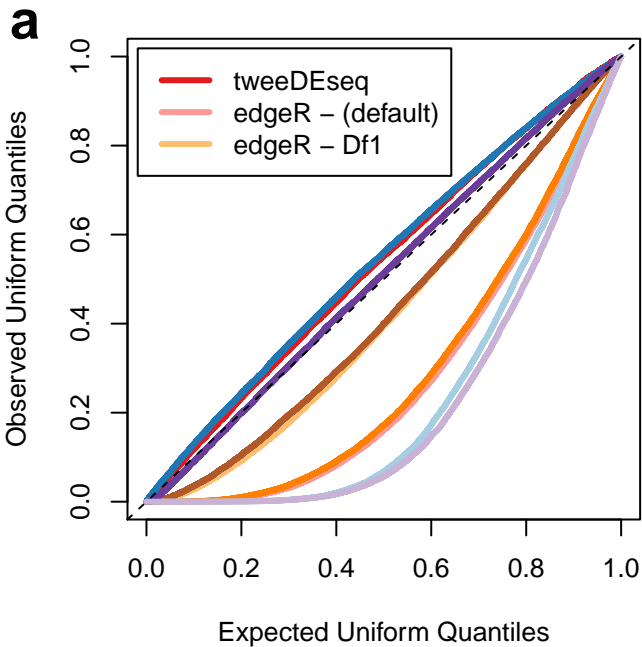 a
tweeDEseq
edgeR − (default)
edgeR − Df1
Observed Uniform Quantiles
1.0
0.8
0.6
0.4
0.2
0.0
0.0 0.2 0.4 0.6 0.8 1.0
Expected Uniform Quantiles